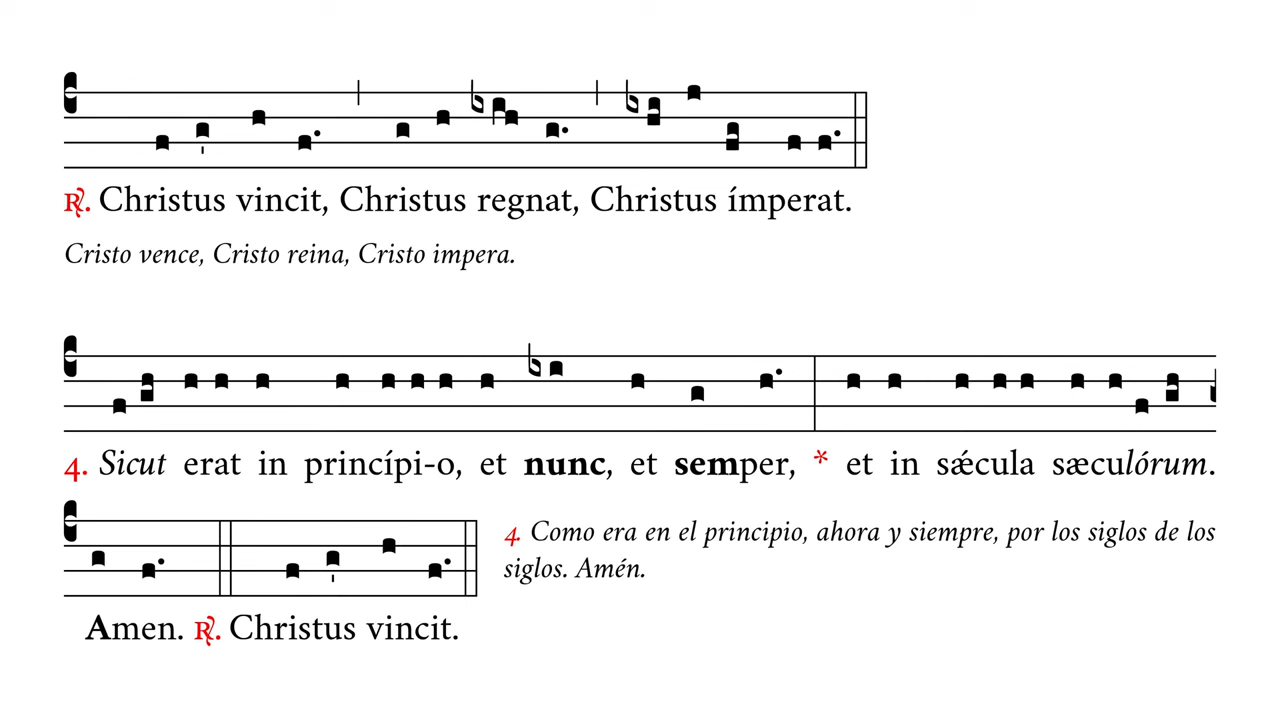 ℟. Christus vincit, Christus regnat, Christus ímperat.
Cristo vence, Cristo reina, Cristo impera.
4. Sicut erat in princípi-o, et nunc, et semper, * et in sǽcula sæculórum.
4. Como era en el principio, ahora y siempre, por los siglos de los
siglos. Amén.
Amen. ℟. Christus vincit.